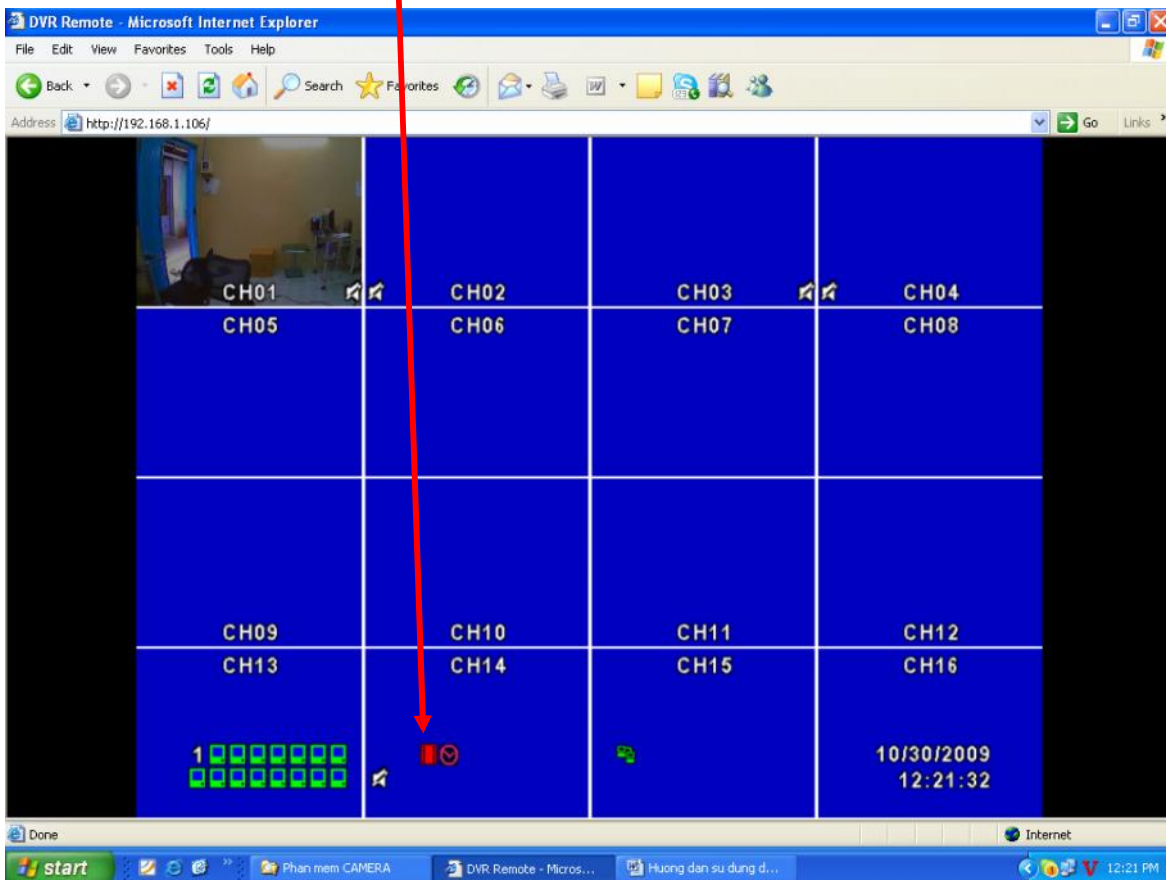 DVR Remote - Microsoft Internet Explorer
File Edit View Favorites Tools Help
Back Search Favorites
Address http://192.168.1.106/ Go Links
CH01 CH02 CH03 CH04
CH05 CH06 CH07 CH08
CH09 CH10 CH11 CH12
CH13 CH14 CH15 CH16
1 10/30/2009
12:21:32
Done Internet
start Phan mem CAMERA DVR Remote - Micros... Huong dan su dung d... V 12:21 PM